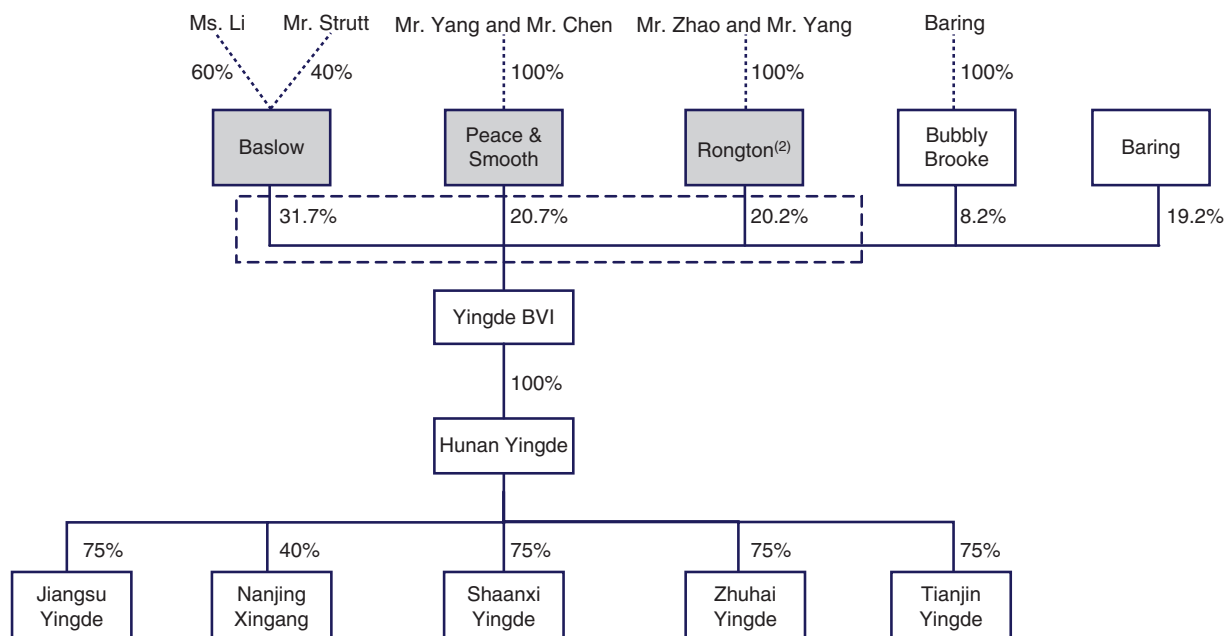 Ms. Li
Mr. Strutt
Mr. Yang and Mr. Chen
Mr. Zhao and Mr. Yang
Baring
60%
40%
100%
100%
100%
Baslow
Peace &
Smooth
Rongton(2)
Bubbly
Brooke
Baring
31.7%
20.7%
20.2%
8.2%
19.2%
Yingde BVI
100%
Hunan Yingde
75%
40%
75%
75%
75%
Jiangsu
Yingde
Nanjing
Xingang
Shaanxi
Yingde
Zhuhai
Yingde
Tianjin
Yingde